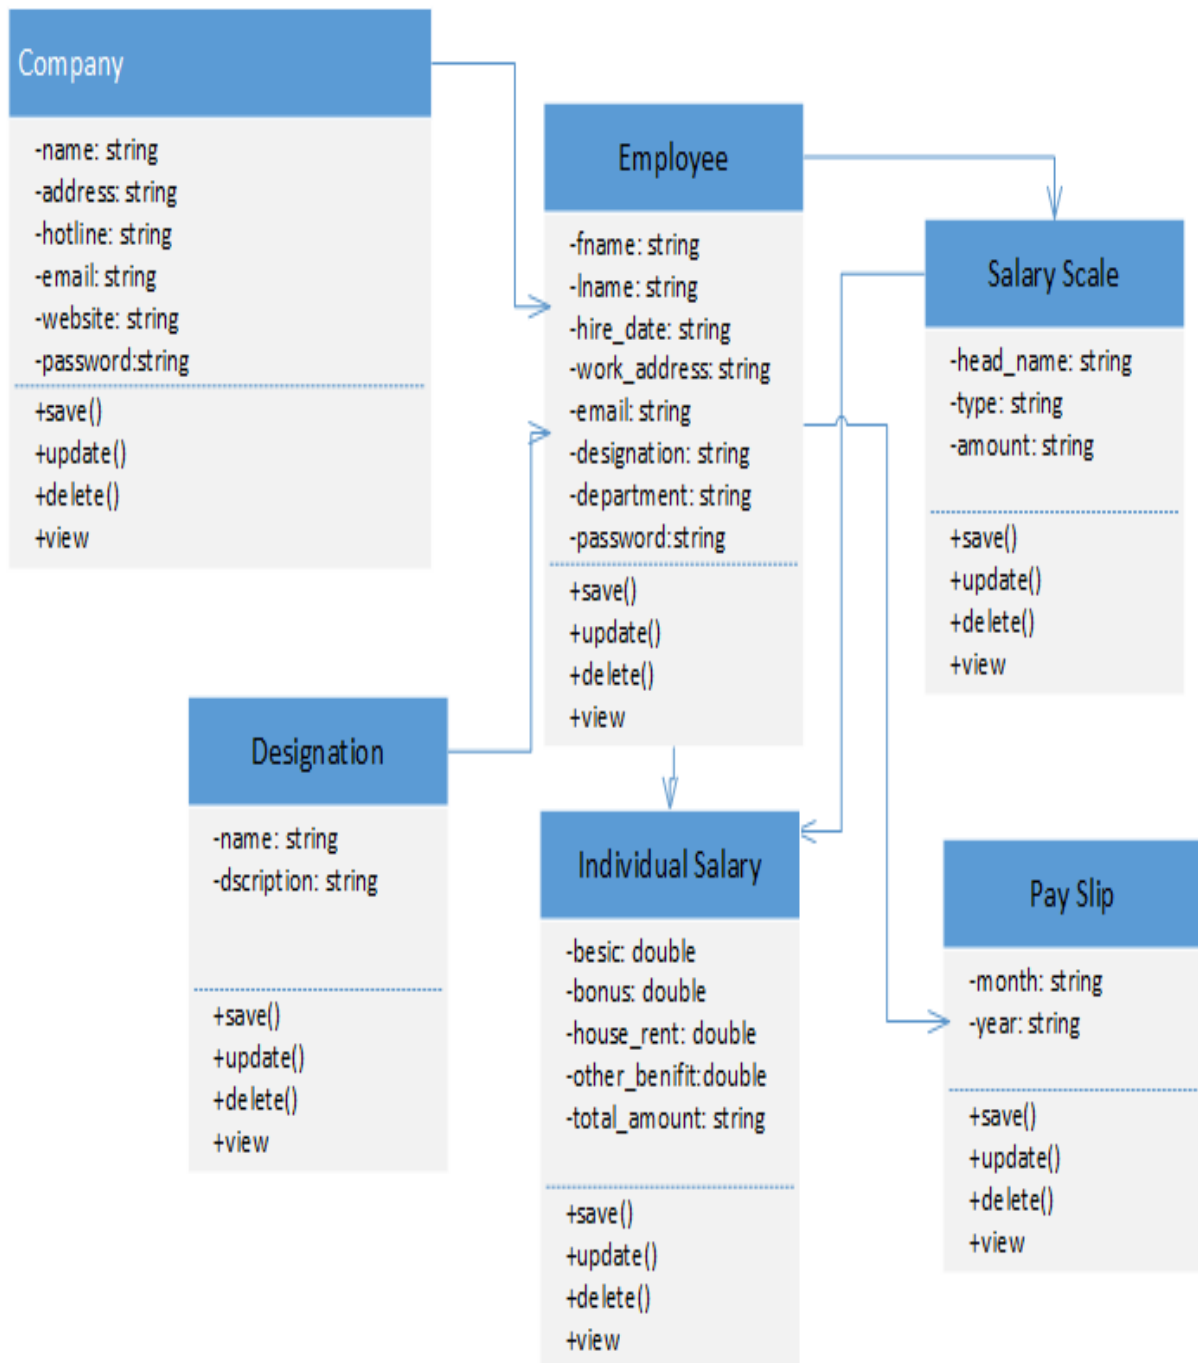 Company
-name: string
-address: string
-hotline: string
-email: string
-website: string
-password:string
+save()
+update()
+delete()
+view
Employee
-fname: string
-lname: string
-hire_date: string
-work_address: string
-email: string
-designation: string
-department: string
-password:string
+save()
+update()
+delete()
+view
Salary Scale
-head_name: string
-type: string
-amount: string
+save()
+update()
+delete()
+view
Designation
-name: string
-dscription: string
+save()
+update()
+delete()
+view
Individual Salary
-besic: double
-bonus: double
-house_rent: double
-other_benifit:double
-total_amount: string
+save()
+update()
+delete()
+view
Pay Slip
-month: string
-year: string
+save()
+update()
+delete()
+view